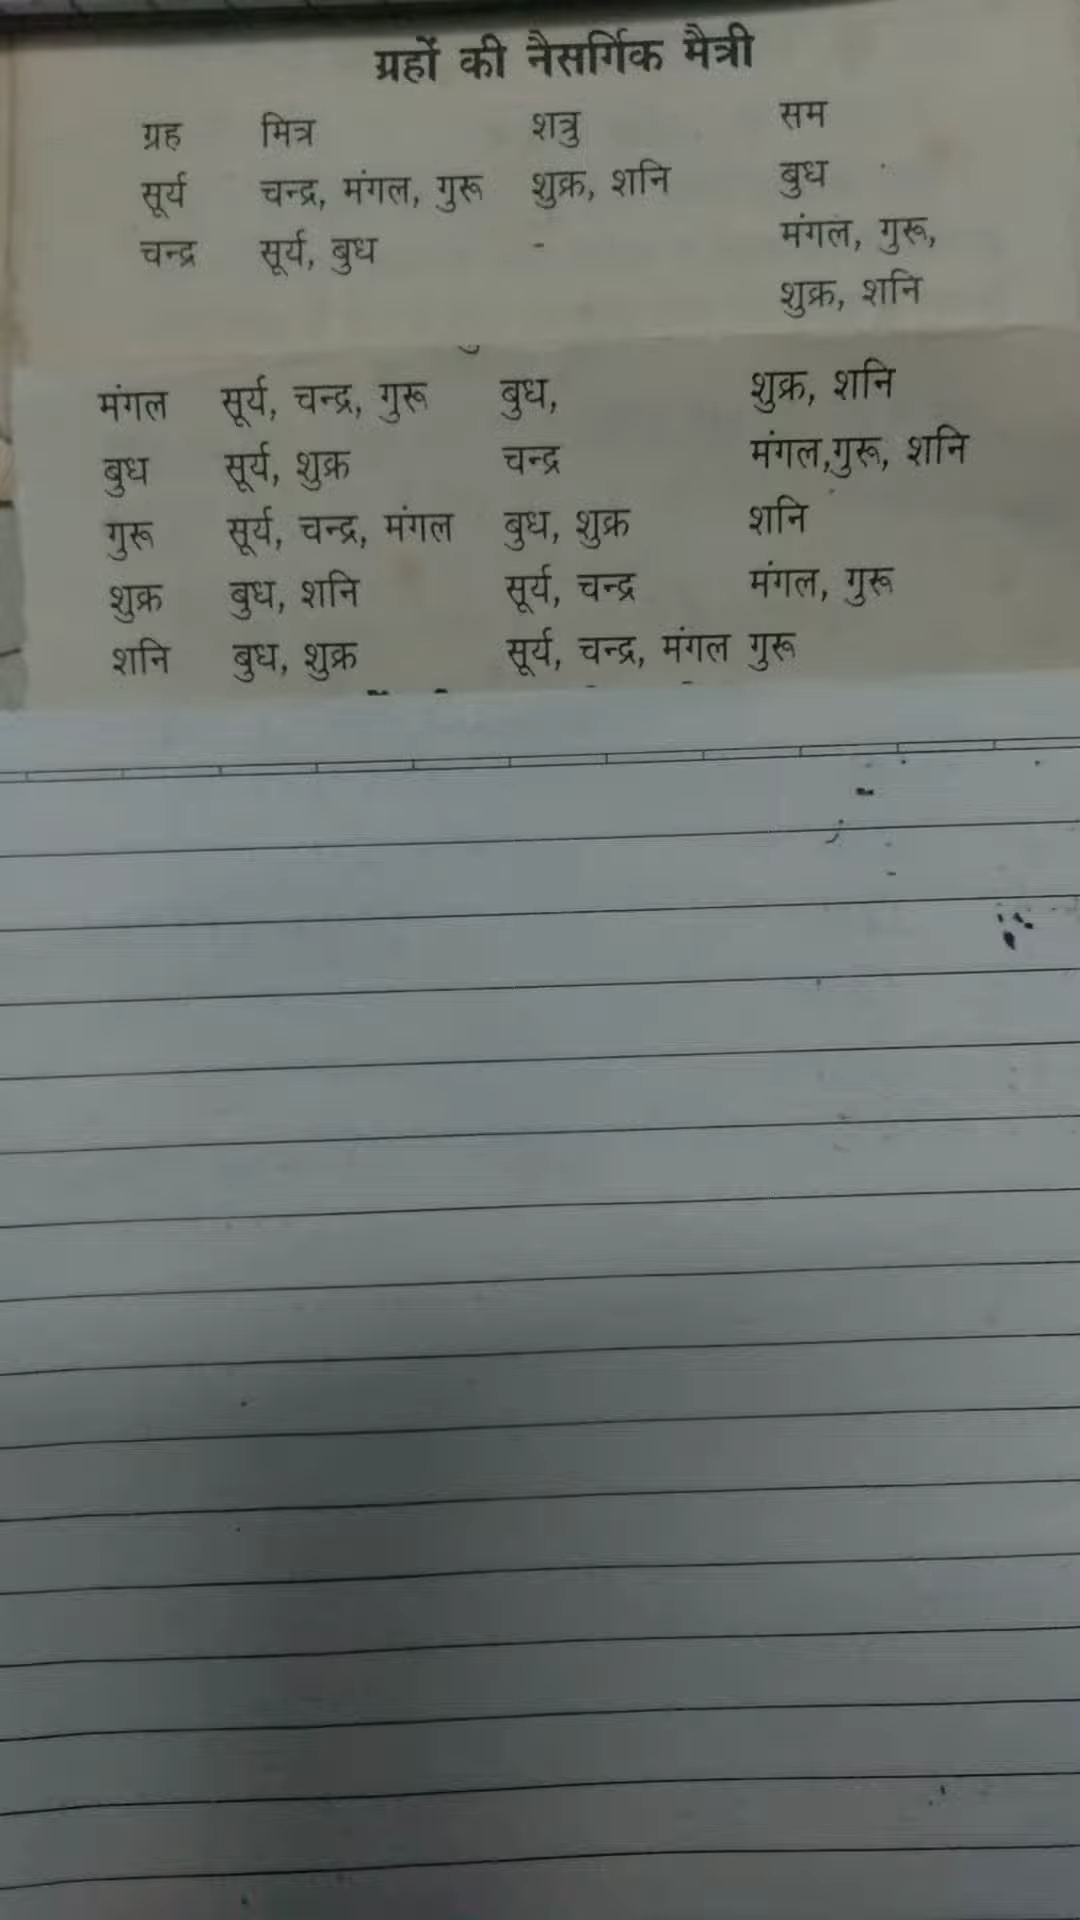 ग्रहों की नैसर्गिक मैत्री
ग्रह मित्र शत्रु सम
सूर्य चन्द्र, मंगल, गुरू शुक्र, शनि बुध
चन्द्र सूर्य, बुध - मंगल, गुरू,
शुक्र, शनि
मंगल सूर्य, चन्द्र, गुरू बुध, शुक्र, शनि
बुध सूर्य, शुक्र चन्द्र मंगल,गुरू, शनि
गुरू सूर्य, चन्द्र, मंगल बुध, शुक्र शनि
शुक्र बुध, शनि सूर्य, चन्द्र मंगल, गुरू
शनि बुध, शुक्र सूर्य, चन्द्र, मंगल गुरू